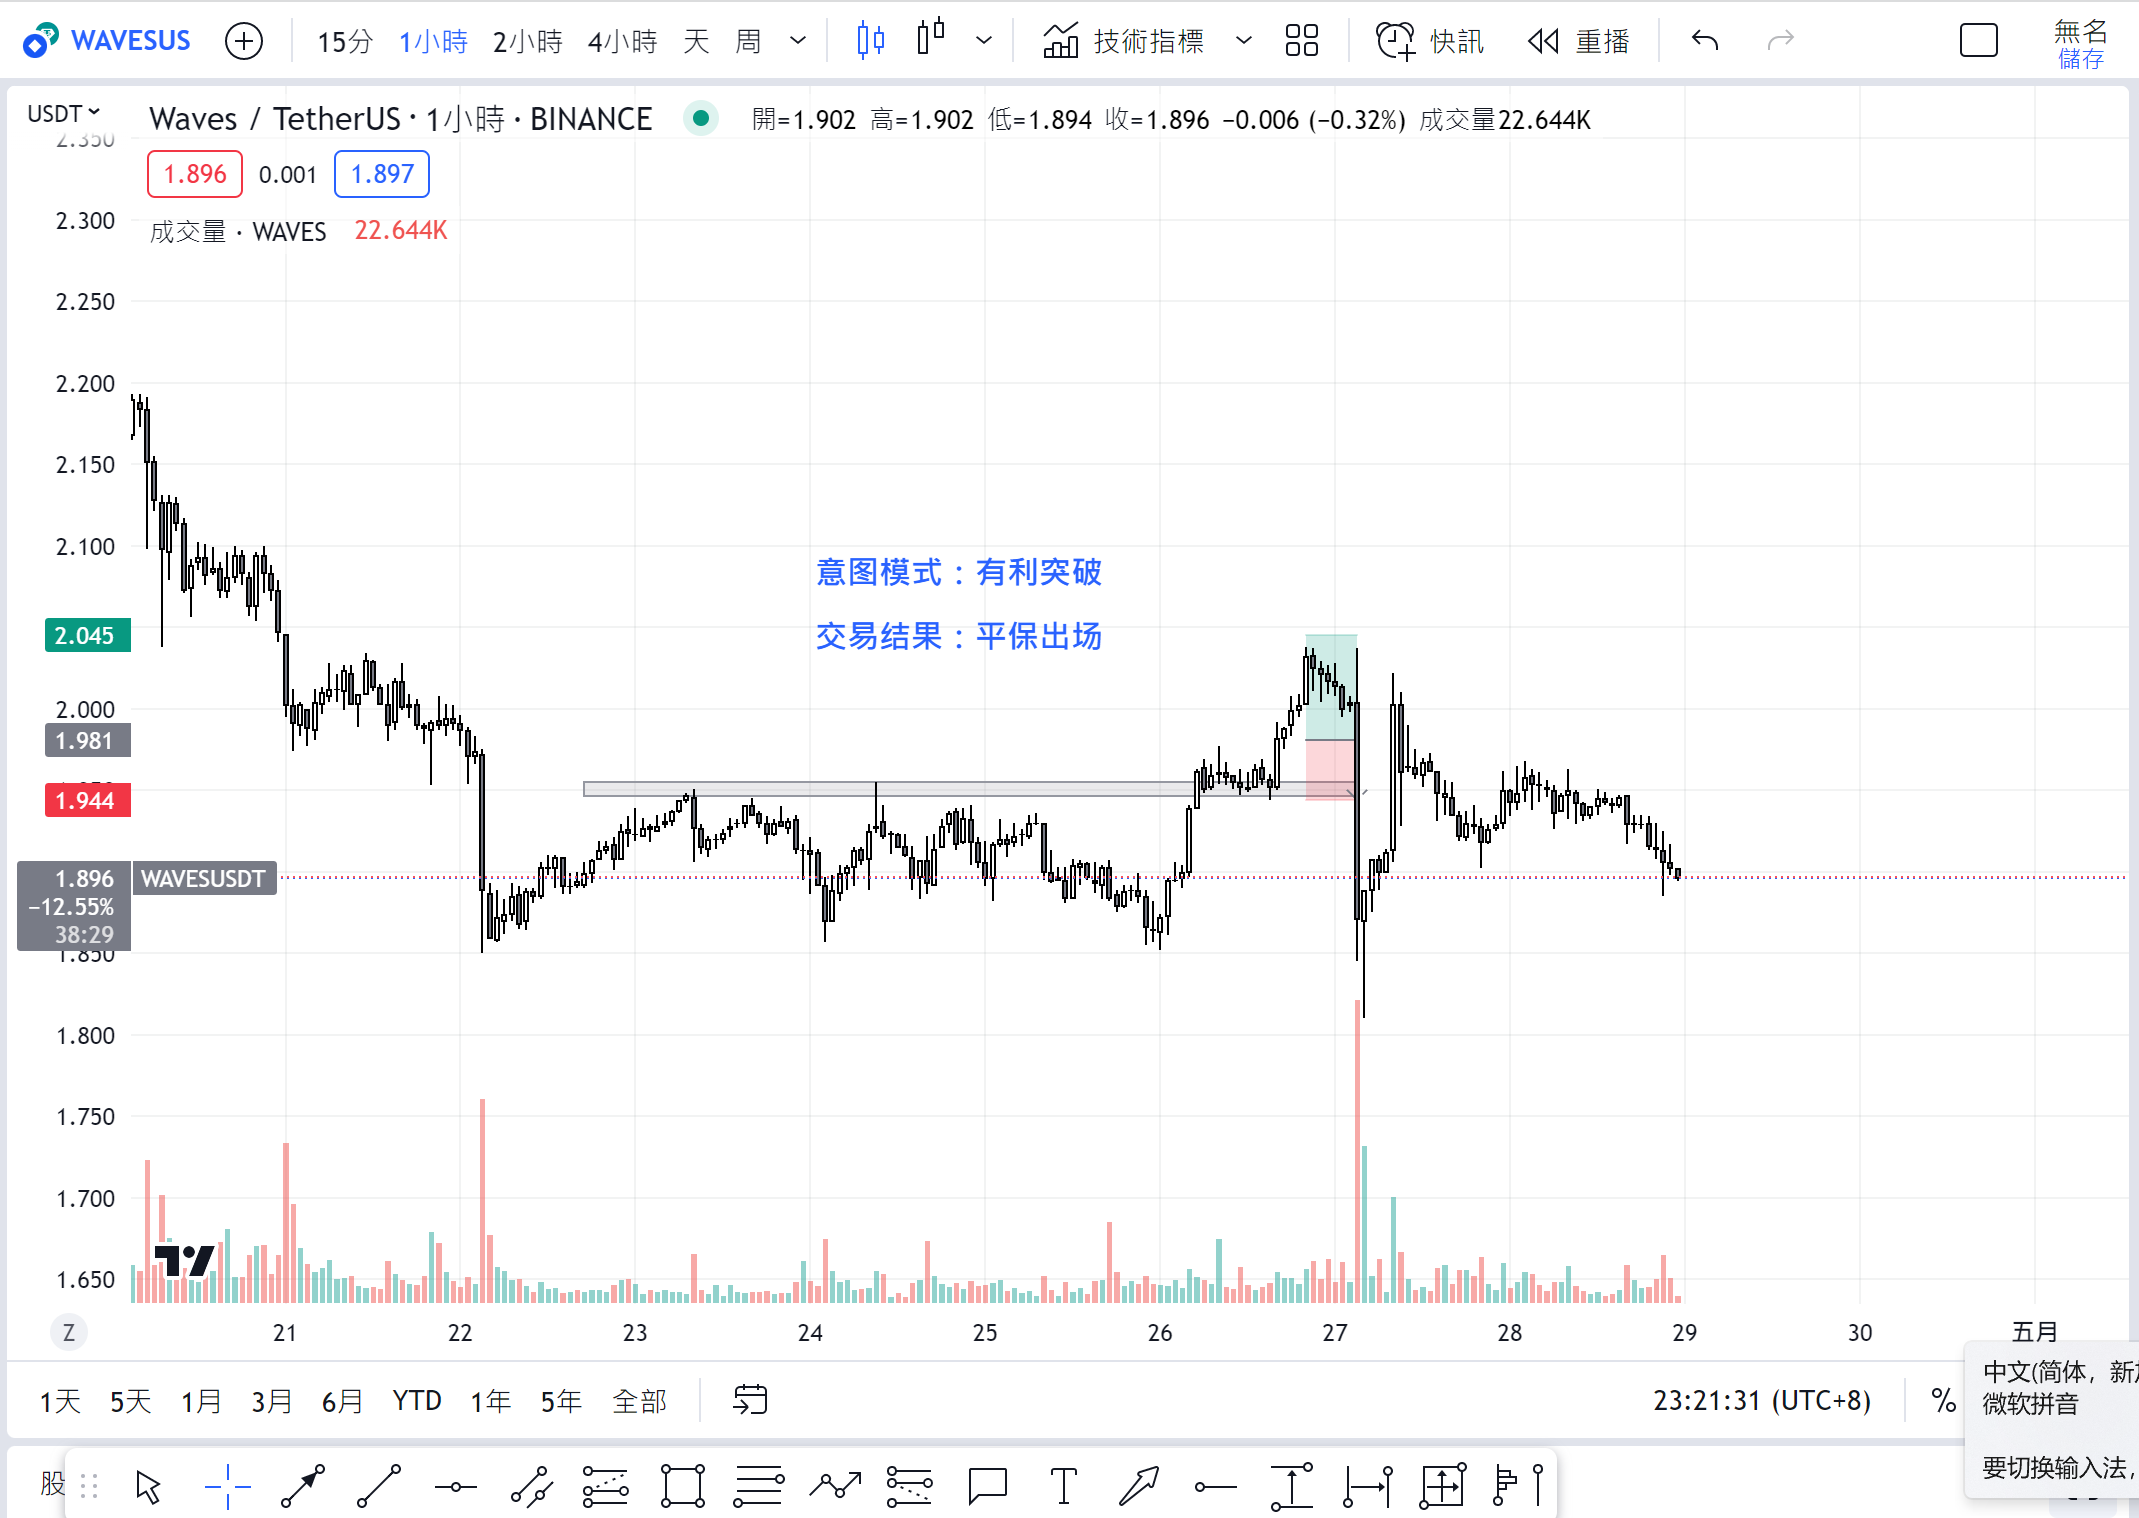 WAVESUS 15分 1小時 2小時 4小時 天 周 技術指標 快訊 重播 無名
儲存
USDT Waves / TetherUS · 1小時 · BINANCE 開=1.902 高=1.902 低=1.894 收=1.896 −0.006 (−0.32%) 成交量22.644K
2.350
1.896 0.001 1.897
2.300
成交量 · WAVES 22.644K
2.250
2.200
2.150
2.100
意图模式：有利突破
2.045
交易结果：平保出场
2.000
1.981
1.944
1.896 WAVESUSDT
−12.55%
38:29
1.850
1.800
1.750
1.700
1.650
Z 21 22 23 24 25 26 27 28 29 30 五月
1天 5天 1月 3月 6月 YTD 1年 5年 全部 23:21:31 (UTC+8) %
中文(简体，新
微软拼音
要切换输入法，
股